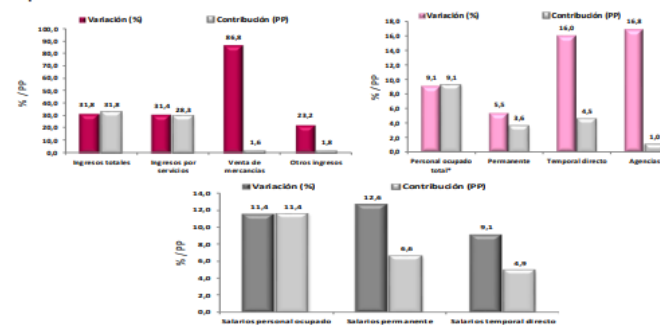 Variación (%) Contribución (PP)
% / PP
100,0
90,0
80,0
70,0
60,0
50,0
40,0
30,0
20,0
10,0
0,0
31,8 31,8 31,4 28,3 86,8 1,6 23,2 1,8
Ingresos totales Ingresos por servicios Venta de mercancías Otros ingresos
Variación (%) Contribución (PP)
% / PP
18,0
16,0
14,0
12,0
10,0
8,0
6,0
4,0
2,0
0,0
9,1 9,1 5,5 3,6 16,0 4,5 16,8 1,0
Personal ocupado total* Permanente Temporal directo Agencias
Variación (%) Contribución (PP)
% / PP
14,0
12,0
10,0
8,0
6,0
4,0
2,0
0,0
11,4 11,4 12,6 6,6 9,1 4,9
Salarios personal ocupado Salarios permanente Salarios temporal directo